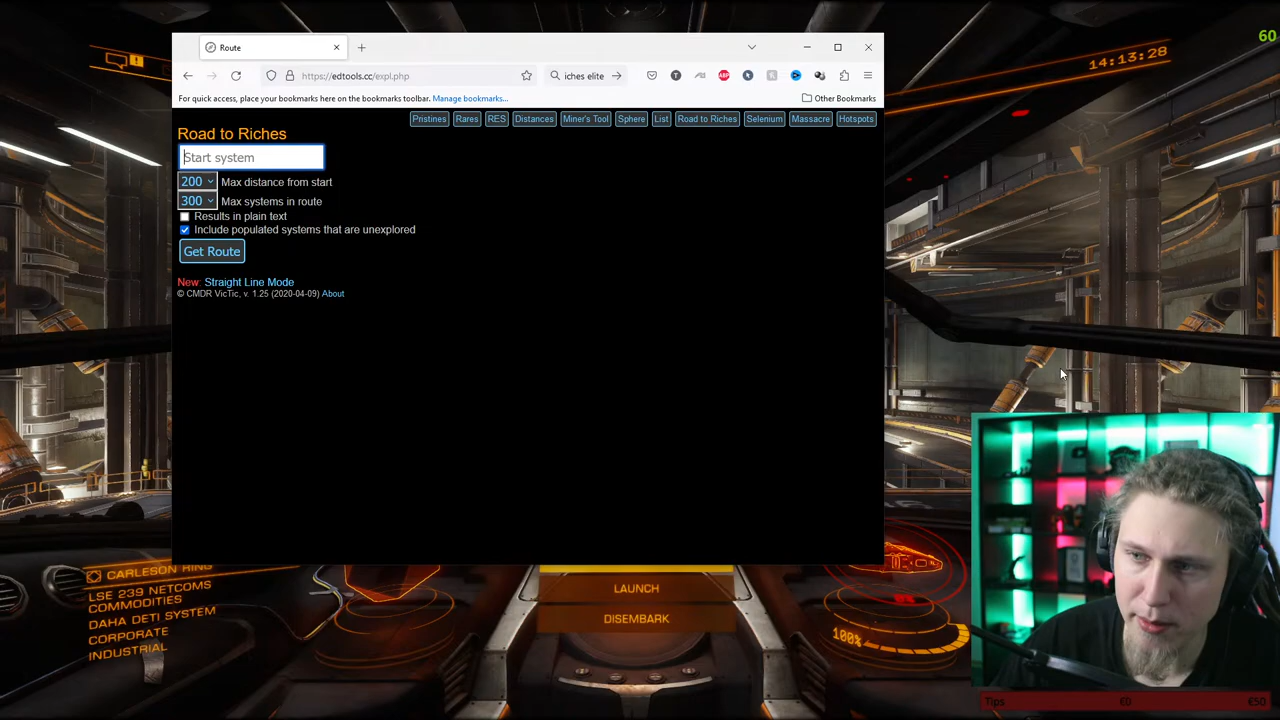 60
14:13:28
Route
https://edtools.cc/expl.php
iches elite
For quick access, place your bookmarks here on the bookmarks toolbar. Manage bookmarks...
Other Bookmarks
Pristines Rares RES Distances Miner's Tool Sphere List Road to Riches Selenium Massacre Hotspots
Road to Riches
Start system
200 Max distance from start
300 Max systems in route
Results in plain text
Include populated systems that are unexplored
Get Route
New: Straight Line Mode
© CMDR VicTic, v. 1.25 (2020-04-09) About
CARLESON RING
LSE 239 NETCOMS
COMMODITIES
DAHA DETI SYSTEM
CORPORATE
INDUSTRIAL
LAUNCH
DISEMBARK
100%
Tips €0 €50